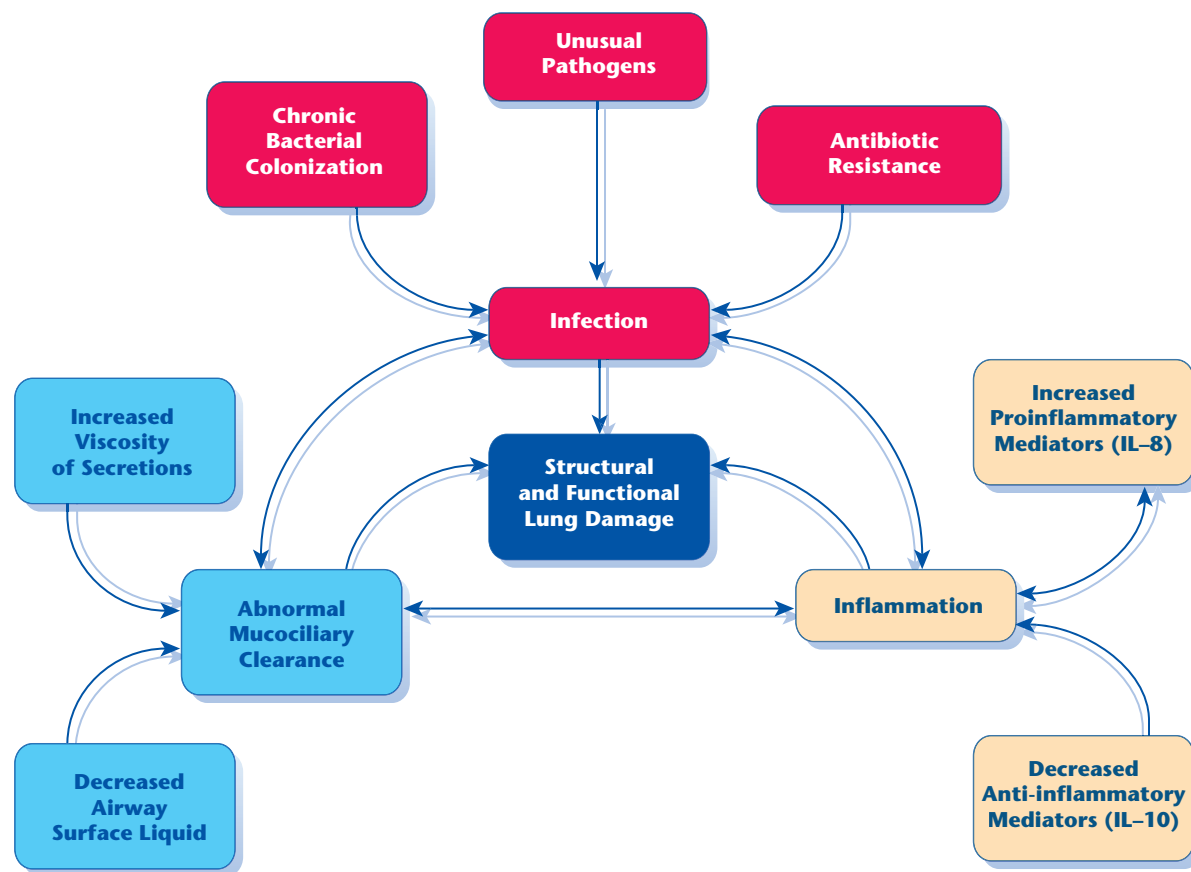 Unusual
Pathogens
Chronic
Bacterial
Colonization
Antibiotic
Resistance
Infection
Increased
Viscosity
of Secretions
Structural
and Functional
Lung Damage
Increased
Proinflammatory
Mediators (IL–8)
Abnormal
Mucociliary
Clearance
Inflammation
Decreased
Airway
Surface Liquid
Decreased
Anti-inflammatory
Mediators (IL–10)